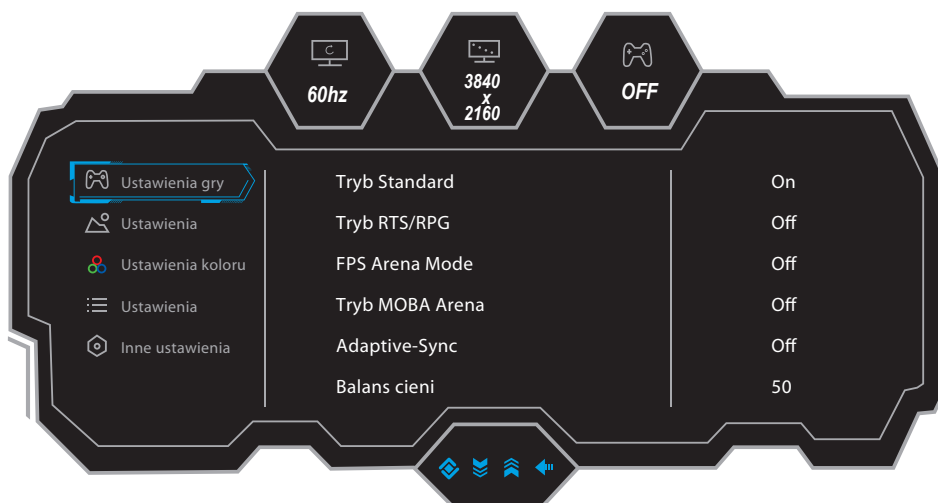 60hz
3840
x
2160
OFF
Ustawienia gry
Tryb Standard On
Ustawienia
Tryb RTS/RPG Off
Ustawienia koloru
FPS Arena Mode Off
Ustawienia
Tryb MOBA Arena Off
Inne ustawienia
Adaptive-Sync Off
Balans cieni 50